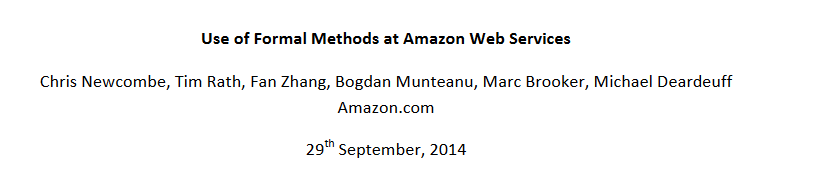 Use of Formal Methods at Amazon Web Services
Chris Newcombe, Tim Rath, Fan Zhang, Bogdan Munteanu, Marc Brooker, Michael Deardeuff
Amazon.com
29th September, 2014